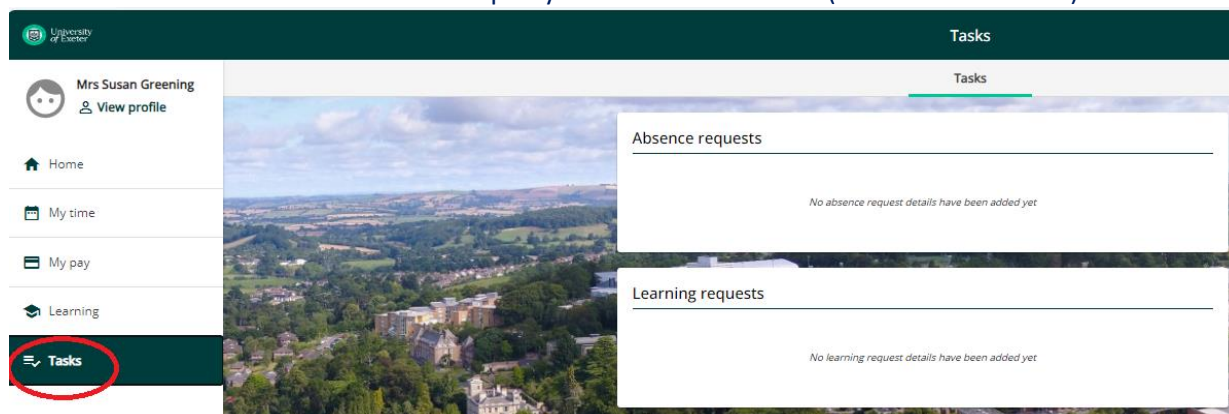 University
of Exeter
Tasks
Mrs Susan Greening
View profile
Tasks
Absence requests
Home
No absence request details have been added yet
My time
My pay
Learning requests
Learning
Tasks
No learning request details have been added yet